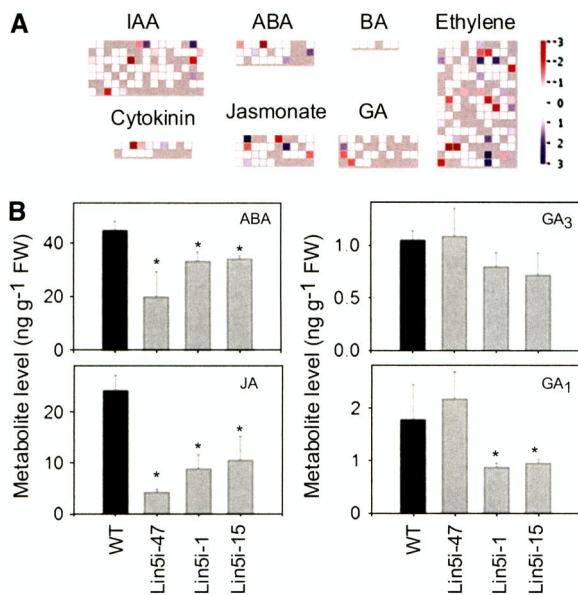 A
IAA
ABA
BA
Ethylene
Cytokinin
Jasmonate
GA
-3
-2
-1
0
1
2
3
B
Metabolite level (ng g-1 FW)
ABA
40
20
0
JA
20
10
0
WT
Lin5i-47
Lin5i-1
Lin5i-15
Metabolite level (ng g-1 FW)
GA3
1.0
0.5
0.0
GA1
2
1
0
WT
Lin5i-47
Lin5i-1
Lin5i-15